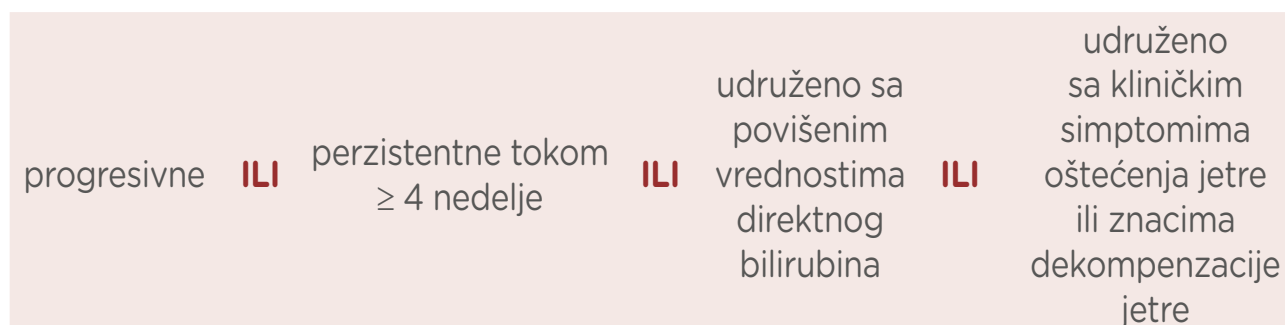 progresivne
ILI
perzistentne tokom
≥ 4 nedelje
ILI
udruženo sa
povišenim
vrednostima
direktnog
bilirubina
ILI
udruženo
sa kliničkim
simptomima
oštećenja jetre
ili znacima
dekompenzacije
jetre